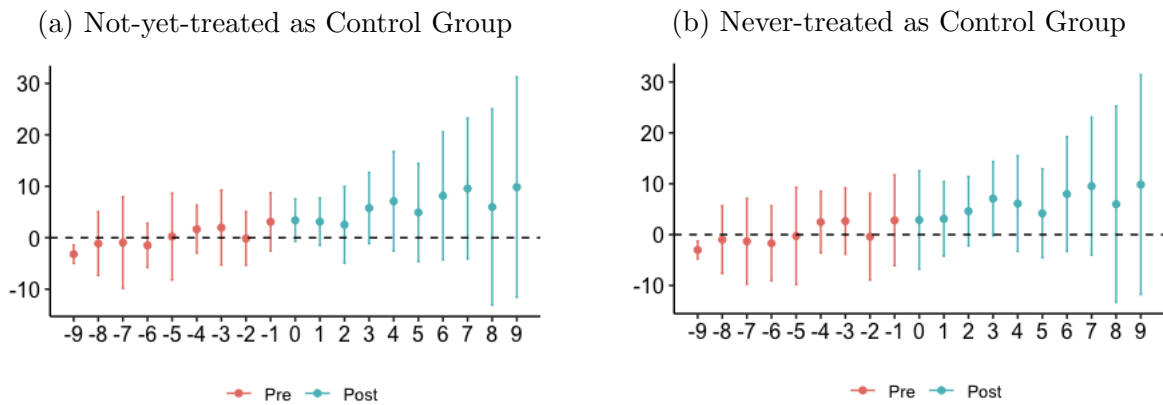 (a) Not-yet-treated as Control Group
30
20
10
0
-10
-9 -8 -7 -6 -5 -4 -3 -2 -1 0 1 2 3 4 5 6 7 8 9
Pre Post
(b) Never-treated as Control Group
30
20
10
0
-10
-9 -8 -7 -6 -5 -4 -3 -2 -1 0 1 2 3 4 5 6 7 8 9
Pre Post